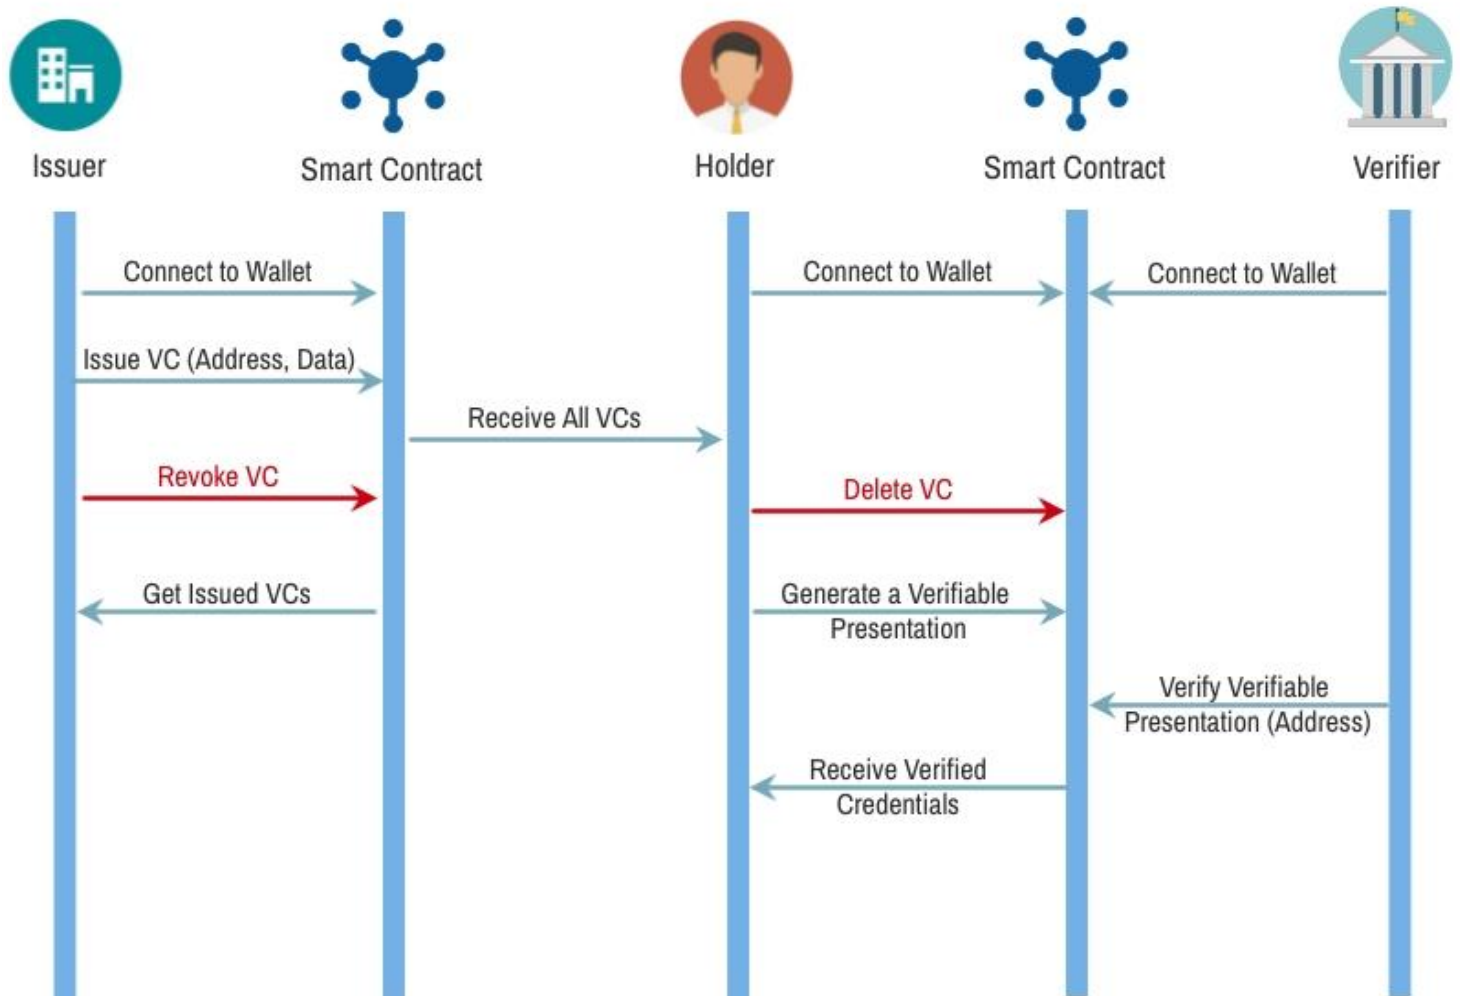 Issuer
Smart Contract
Holder
Smart Contract
Verifier
Connect to Wallet
Connect to Wallet
Connect to Wallet
Issue VC (Address, Data)
Receive All VCs
Revoke VC
Delete VC
Get Issued VCs
Generate a Verifiable
Presentation
Verify Verifiable
Presentation (Address)
Receive Verified
Credentials